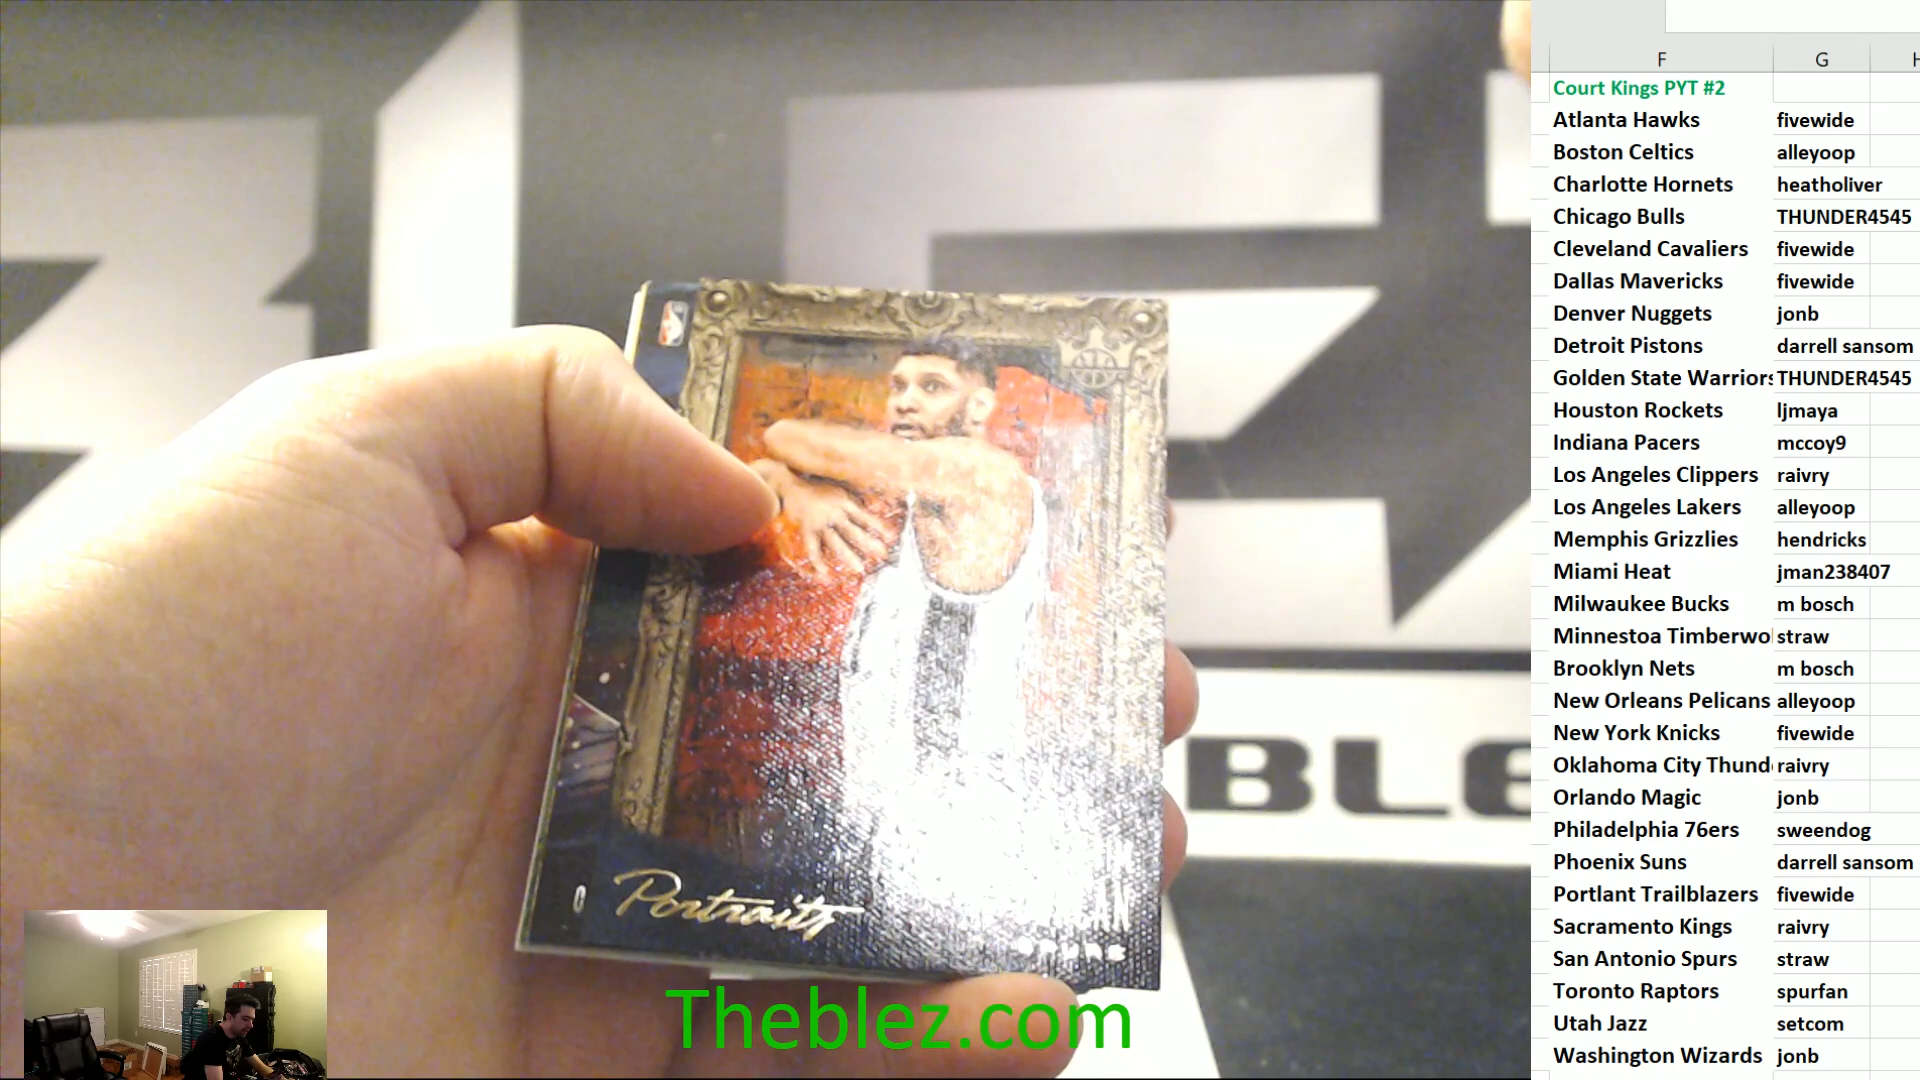 F G H
Court Kings PYT #2
Atlanta Hawks fivewide
Boston Celtics alleyoop
Charlotte Hornets heatholiver
Chicago Bulls THUNDER4545
Cleveland Cavaliers fivewide
Dallas Mavericks fivewide
Denver Nuggets jonb
Detroit Pistons darrell sansom
Golden State Warriors THUNDER4545
Houston Rockets ljmaya
Indiana Pacers mccoy9
Los Angeles Clippers raivry
Los Angeles Lakers alleyoop
Memphis Grizzlies hendricks
Miami Heat jman238407
Milwaukee Bucks m bosch
Minnestoa Timberwol straw
Brooklyn Nets m bosch
New Orleans Pelicans alleyoop
New York Knicks fivewide
Oklahoma City Thund raivry
Orlando Magic jonb
Philadelphia 76ers sweendog
Phoenix Suns darrell sansom
Portlant Trailblazers fivewide
Sacramento Kings raivry
San Antonio Spurs straw
Toronto Raptors spurfan
Utah Jazz setcom
Washington Wizards jonb
BLE
C Portraits
SPURS
Theblez.com